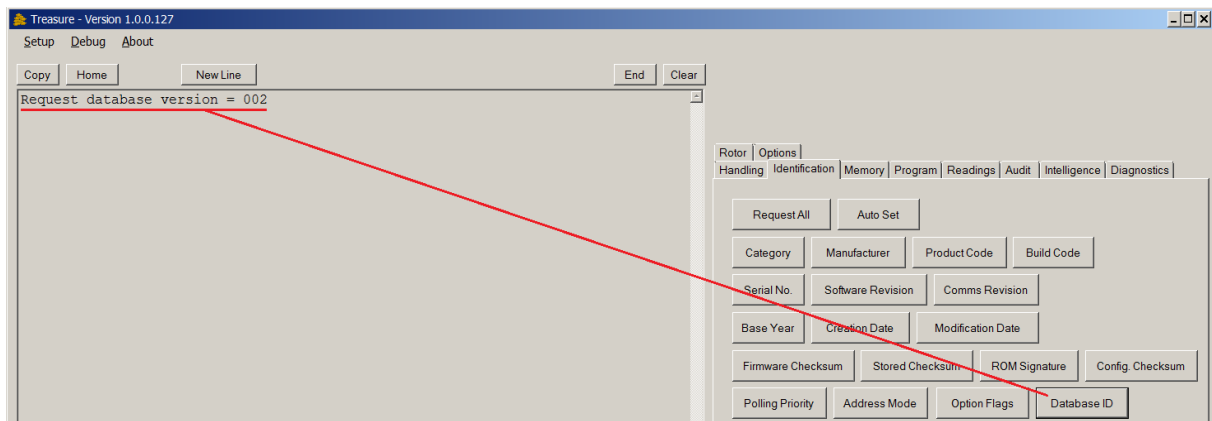 Treasure - Version 1.0.0.127
Setup Debug About
Copy Home New Line End Clear
Request database version = 002
Rotor Options
Handling Identification Memory Program Readings Audit Intelligence Diagnostics
Request All Auto Set
Category Manufacturer Product Code Build Code
Serial No. Software Revision Comms Revision
Base Year Creation Date Modification Date
Firmware Checksum Stored Checksum ROM Signature Config. Checksum
Polling Priority Address Mode Option Flags Database ID